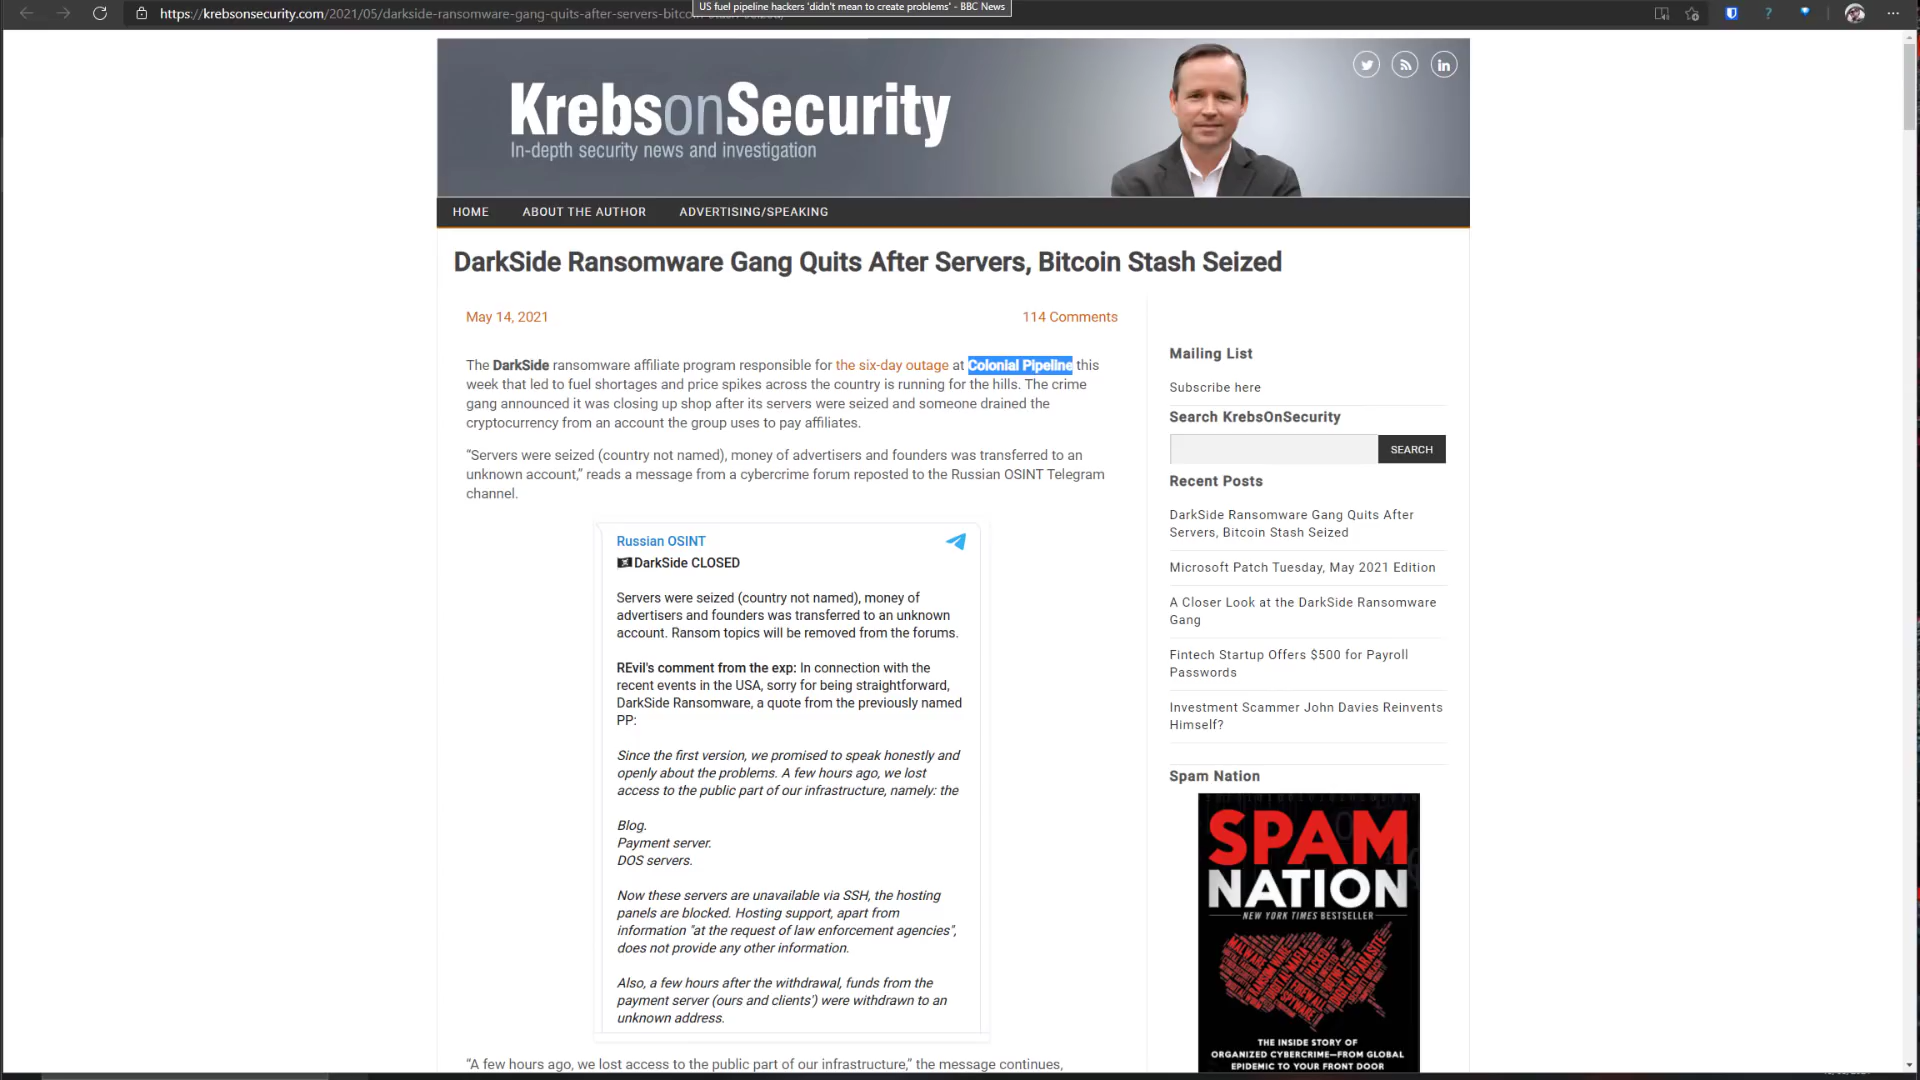 US fuel pipeline hackers 'didn't mean to create problems' - BBC News
https://krebsonsecurity.com/2021/05/darkside-ransomware-gang-quits-after-servers-bitcoin-stash-seized/
KrebsonSecurity
In-depth security news and investigation
HOME ABOUT THE AUTHOR ADVERTISING/SPEAKING
DarkSide Ransomware Gang Quits After Servers, Bitcoin Stash Seized
May 14, 2021 114 Comments
The DarkSide ransomware affiliate program responsible for the six-day outage at Colonial Pipeline this
week that led to fuel shortages and price spikes across the country is running for the hills. The crime
gang announced it was closing up shop after its servers were seized and someone drained the
cryptocurrency from an account the group uses to pay affiliates.
“Servers were seized (country not named), money of advertisers and founders was transferred to an
unknown account,” reads a message from a cybercrime forum reposted to the Russian OSINT Telegram
channel.
Russian OSINT
DarkSide CLOSED
Servers were seized (country not named), money of
advertisers and founders was transferred to an unknown
account. Ransom topics will be removed from the forums.
REvil's comment from the exp: In connection with the
recent events in the USA, sorry for being straightforward,
DarkSide Ransomware, a quote from the previously named
PP:
Since the first version, we promised to speak honestly and
openly about the problems. A few hours ago, we lost
access to the public part of our infrastructure, namely: the
Blog.
Payment server.
DOS servers.
Now these servers are unavailable via SSH, the hosting
panels are blocked. Hosting support, apart from
information "at the request of law enforcement agencies",
does not provide any other information.
Also, a few hours after the withdrawal, funds from the
payment server (ours and clients') were withdrawn to an
unknown address.
“A few hours ago, we lost access to the public part of our infrastructure,” the message continues,
Mailing List
Subscribe here
Search KrebsOnSecurity
SEARCH
Recent Posts
DarkSide Ransomware Gang Quits After
Servers, Bitcoin Stash Seized
Microsoft Patch Tuesday, May 2021 Edition
A Closer Look at the DarkSide Ransomware
Gang
Fintech Startup Offers $500 for Payroll
Passwords
Investment Scammer John Davies Reinvents
Himself?
Spam Nation
SPAM
NATION
NEW YORK TIMES BESTSELLER
THE INSIDE STORY OF
ORGANIZED CYBERCRIME—FROM GLOBAL
EPIDEMIC TO YOUR FRONT DOOR